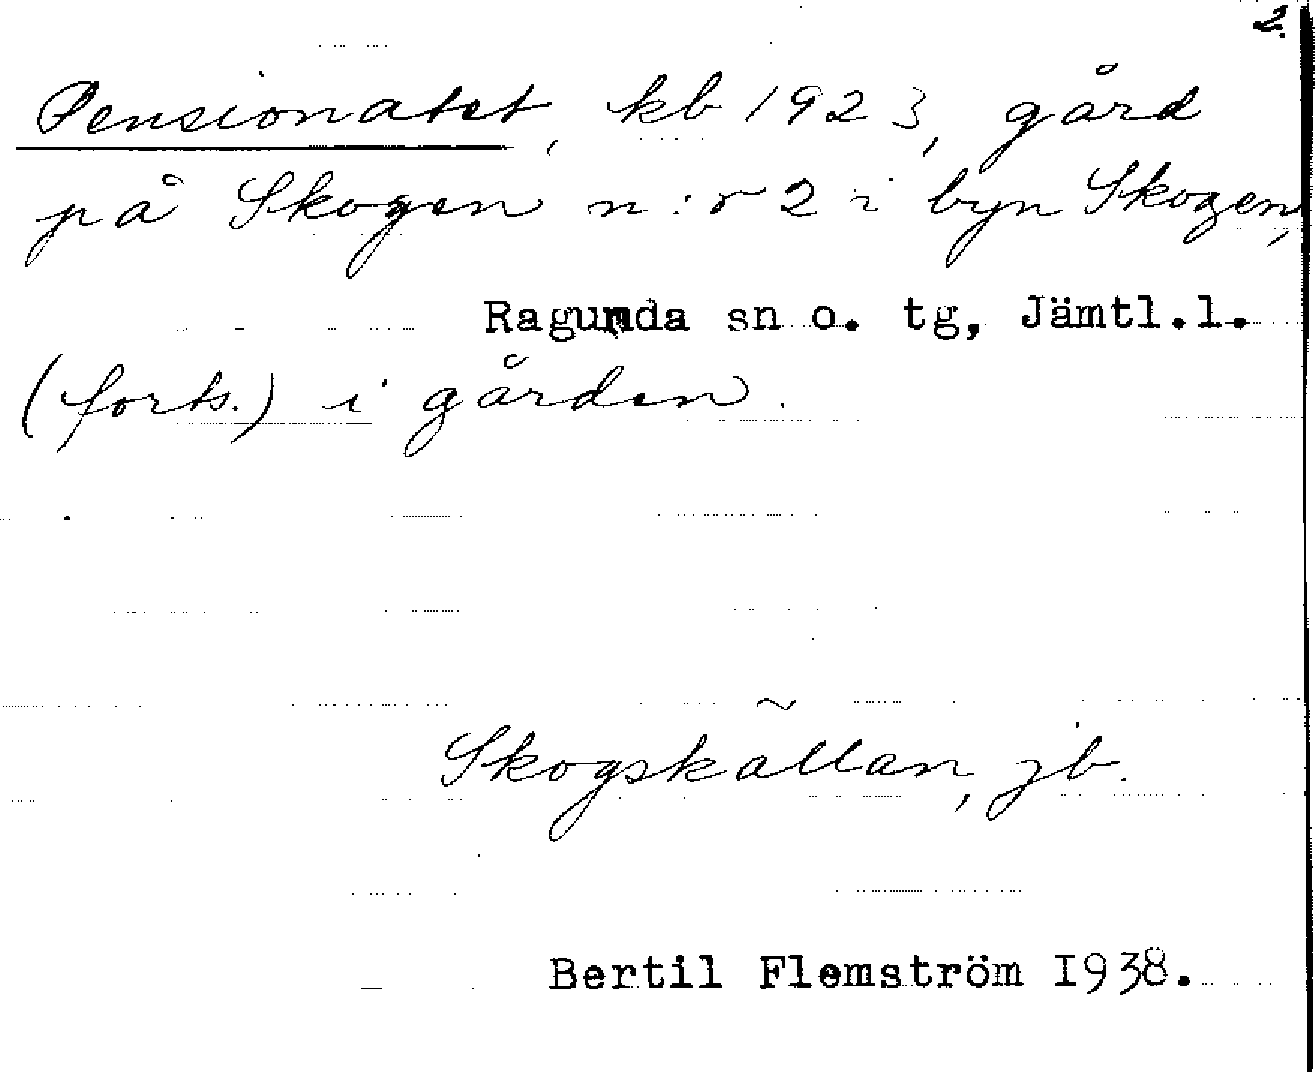 2.
Pensionatet, kb 1923, gård
på Skogen n:r 2 i byn Skogen,
Ragunda sn o. tg, Jämtl.l.
(forts.) i gården.
Skogskällan, jb.
Bertil Flemström 1938.